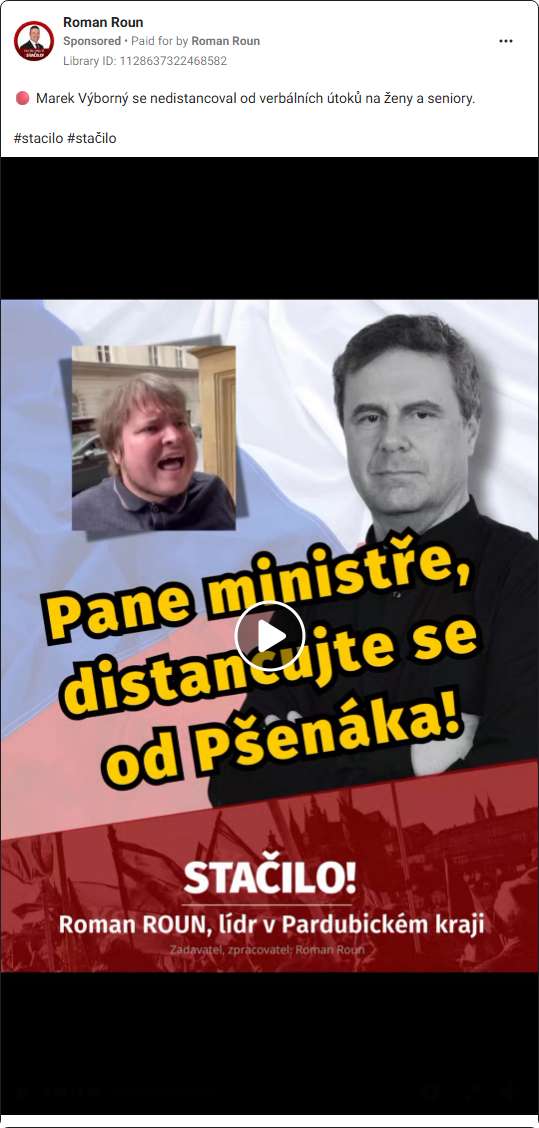 Roman Roun
Sponsored • Paid for by Roman Roun
Library ID: 1128637322468582
Marek Výborný se nedistancoval od verbálních útoků na ženy a seniory.
#stacilo #stačilo
Pane ministře,
distancujte se
od Pšenáka!
STAČILO!
Roman ROUN, lídr v Pardubickém kraji
Zadavatel, zpracovatel: Roman Roun